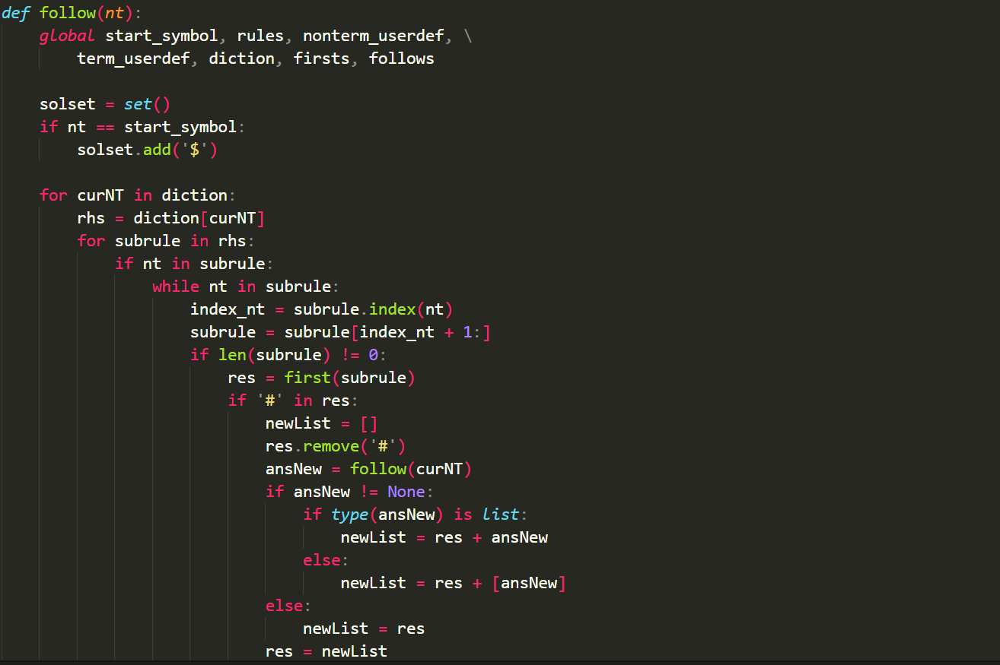 def follow(nt):
    global start_symbol, rules, nonterm_userdef, \
        term_userdef, diction, firsts, follows

    solset = set()
    if nt == start_symbol:
        solset.add('$')

    for curNT in diction:
        rhs = diction[curNT]
        for subrule in rhs:
            if nt in subrule:
                while nt in subrule:
                    index_nt = subrule.index(nt)
                    subrule = subrule[index_nt + 1:]
                    if len(subrule) != 0:
                        res = first(subrule)
                        if '#' in res:
                            newList = []
                            res.remove('#')
                            ansNew = follow(curNT)
                            if ansNew != None:
                                if type(ansNew) is list:
                                    newList = res + ansNew
                                else:
                                    newList = res + [ansNew]
                            else:
                                newList = res
                            res = newList